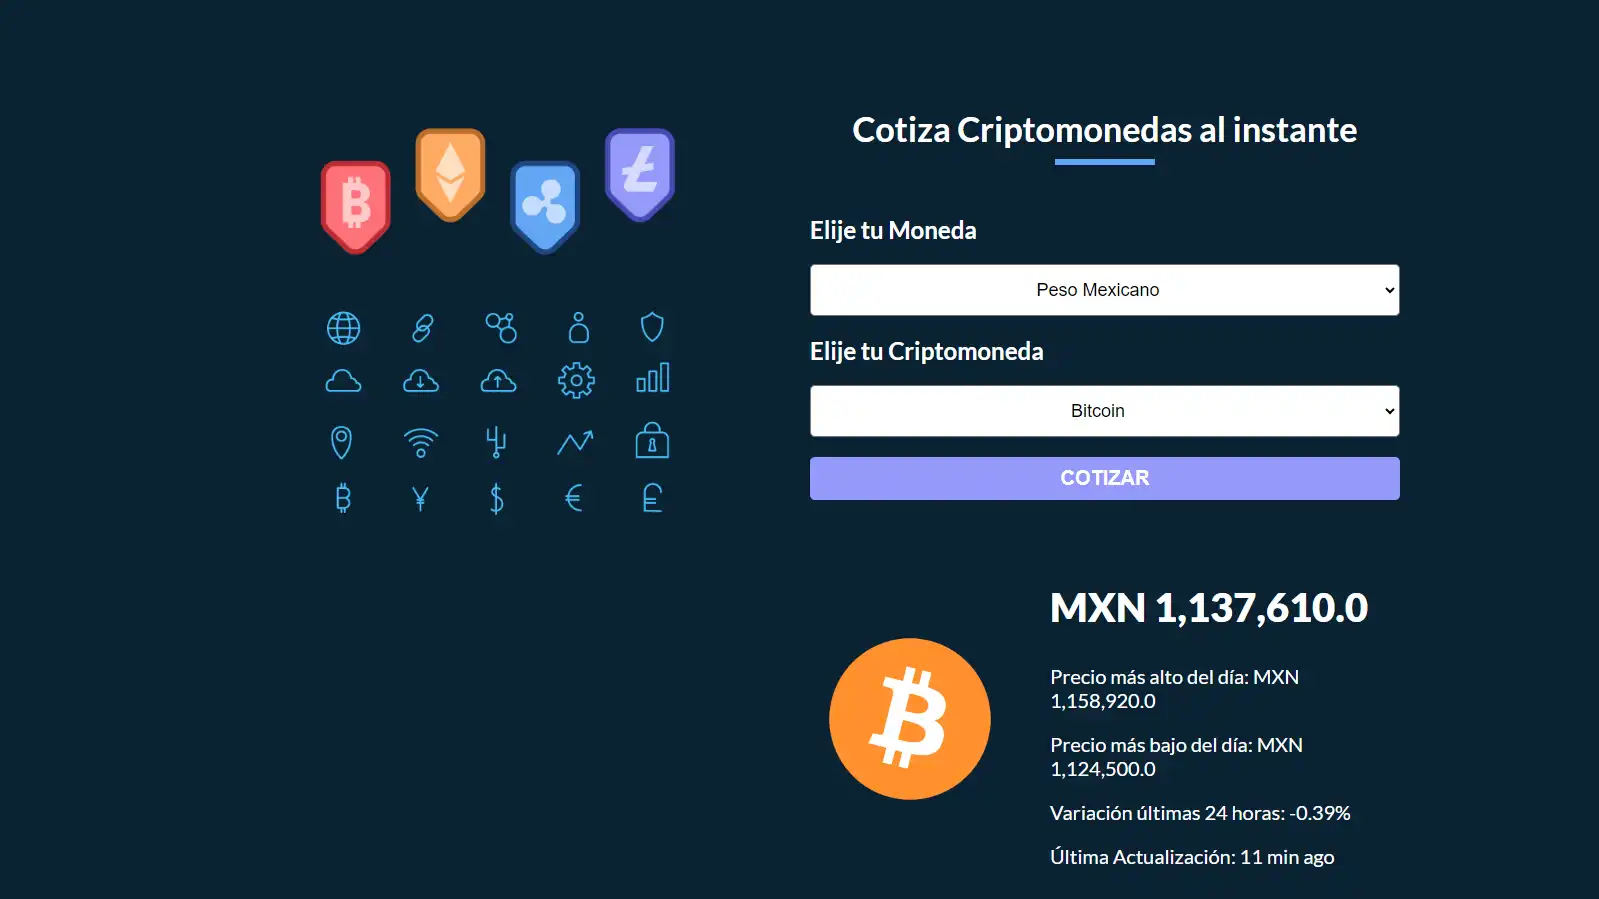 Cotiza Criptomonedas al instante
Elije tu Moneda
Peso Mexicano
Elije tu Criptomoneda
Bitcoin
COTIZAR
MXN 1,137,610.0
Precio más alto del día: MXN
1,158,920.0
Precio más bajo del día: MXN
1,124,500.0
Variación últimas 24 horas: -0.39%
Última Actualización: 11 min ago